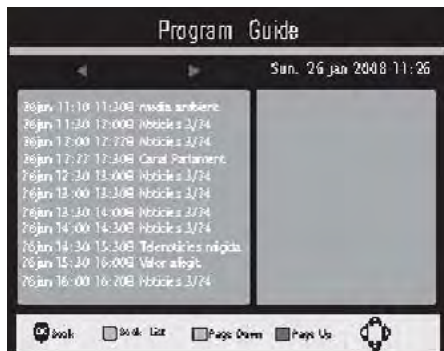 Program Guide
Sun. 26 jan 2008 11:26
26jan 11:10 11:30 media ambient
26jan 11:30 12:00 Noticies 3/24
26jan 12:00 12:22 Noticies 3/24
26jan 12:22 12:30 Canal Parlament
26jan 12:30 13:00 Noticies 3/24
26jan 13:00 13:30 Noticies 3/24
26jan 13:30 14:00 Noticies 3/24
26jan 14:00 14:30 Noticies 3/24
26jan 14:30 15:30 Telenoticies migdia
26jan 15:30 16:00 Valor afegit
26jan 16:00 Noticies 3/24
OK Book Book List Page Down Page Up